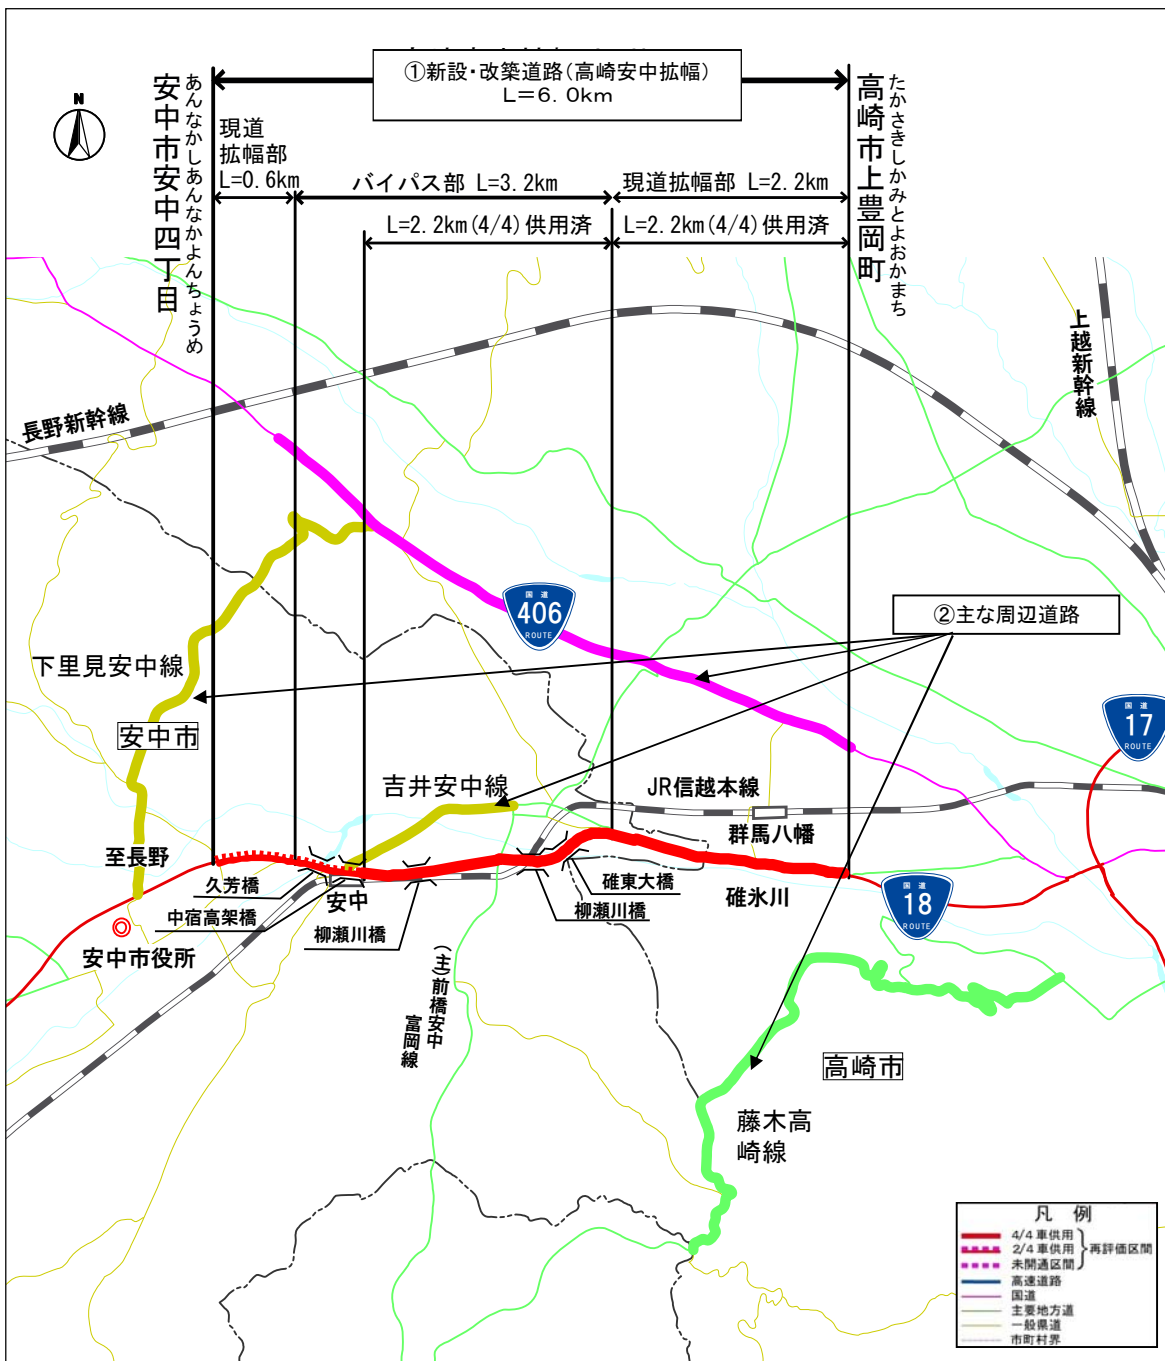 ①新設・改築道路(高崎安中拡幅)
L=6.0km
安中市安中四丁目
あんなかしあんなかよんちょうめ
高崎市上豊岡町
たかさきしかみとよおかまち
N
現道
拡幅部
L=0.6km
バイパス部 L=3.2km
現道拡幅部 L=2.2km
L=2.2km(4/4)供用済
L=2.2km(4/4)供用済
上越新幹線
長野新幹線
国道
406
ROUTE
②主な周辺道路
下里見安中線
安中市
国道
17
ROUTE
吉井安中線
JR信越本線
群馬八幡
至長野
久芳橋
中宿高架橋
安中
柳瀬川橋
碓東大橋
柳瀬川橋
碓氷川
国道
18
ROUTE
安中市役所
(主)前橋安中
富岡線
高崎市
藤木高
崎線
凡 例
4/4車供用
2/4車供用
未開通区間
再評価区間
高速道路
国道
主要地方道
一般県道
市町村界